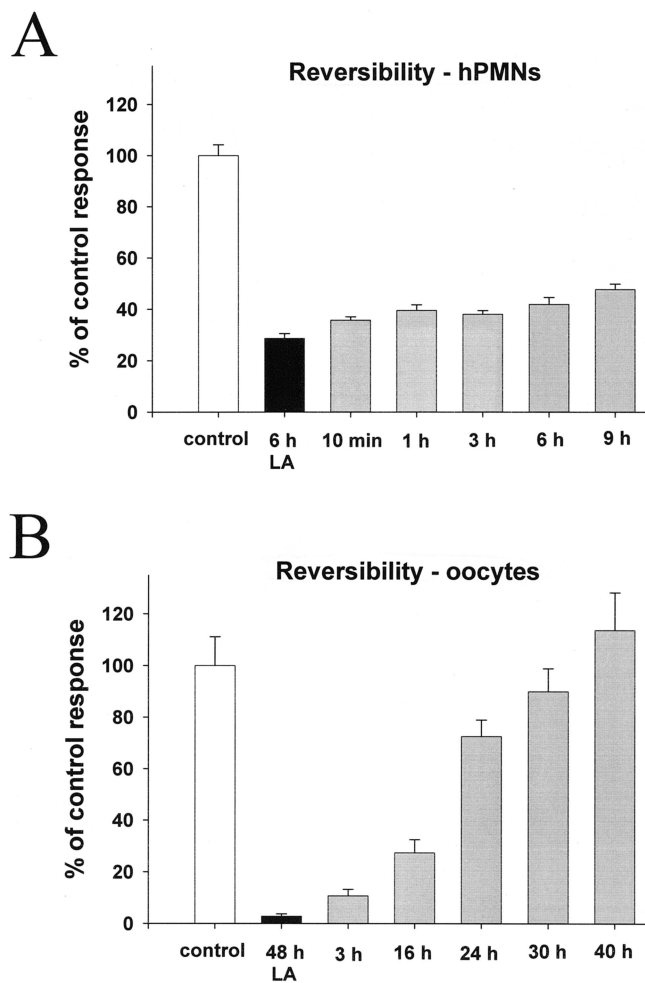 A
Reversibility - hPMNs
% of control response
120
100
80
60
40
20
0
control 6 h 10 min 1 h 3 h 6 h 9 h
LA
B
Reversibility - oocytes
% of control response
120
100
80
60
40
20
0
control 48 h 3 h 16 h 24 h 30 h 40 h
LA